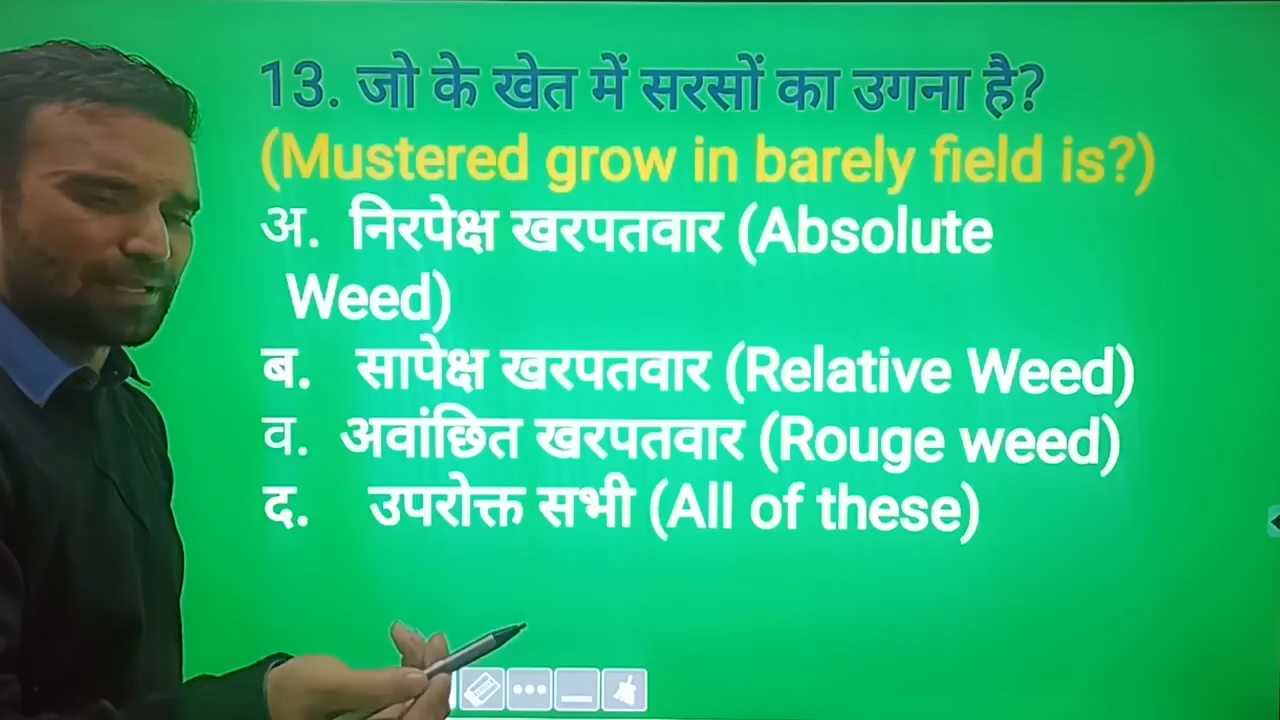 13. जो के खेत में सरसों का उगना है?
(Mustered grow in barely field is?)
अ. निरपेक्ष खरपतवार (Absolute
Weed)
ब. सापेक्ष खरपतवार (Relative Weed)
व. अवांछित खरपतवार (Rouge weed)
द. उपरोक्त सभी (All of these)